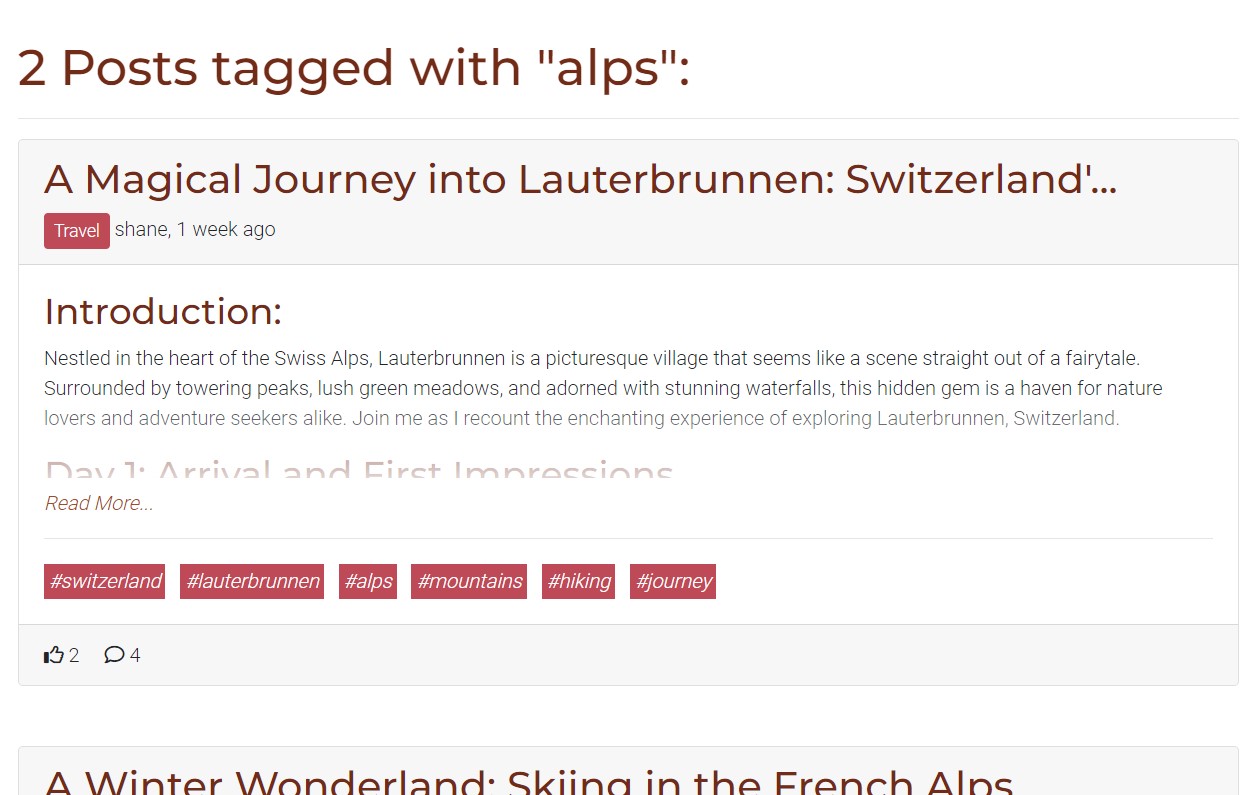 2 Posts tagged with "alps":
A Magical Journey into Lauterbrunnen: Switzerland'...
Travel shane, 1 week ago
Introduction:
Nestled in the heart of the Swiss Alps, Lauterbrunnen is a picturesque village that seems like a scene straight out of a fairytale.
Surrounded by towering peaks, lush green meadows, and adorned with stunning waterfalls, this hidden gem is a haven for nature
lovers and adventure seekers alike. Join me as I recount the enchanting experience of exploring Lauterbrunnen, Switzerland.
Day 1: Arrival and First Impressions
Read More...
#switzerland #lauterbrunnen #alps #mountains #hiking #journey
2 4
A Winter Wonderland: Skiing in the French Alps